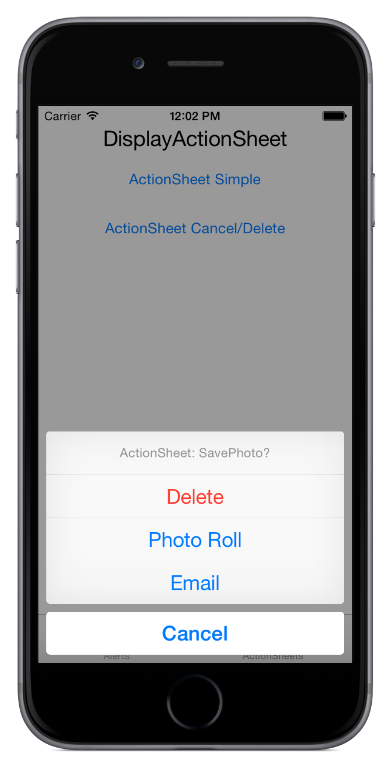 Carrier 12:02 PM
DisplayActionSheet
ActionSheet Simple
ActionSheet Cancel/Delete
ActionSheet: SavePhoto?
Delete
Photo Roll
Email
Cancel
Alerts ActionSheets